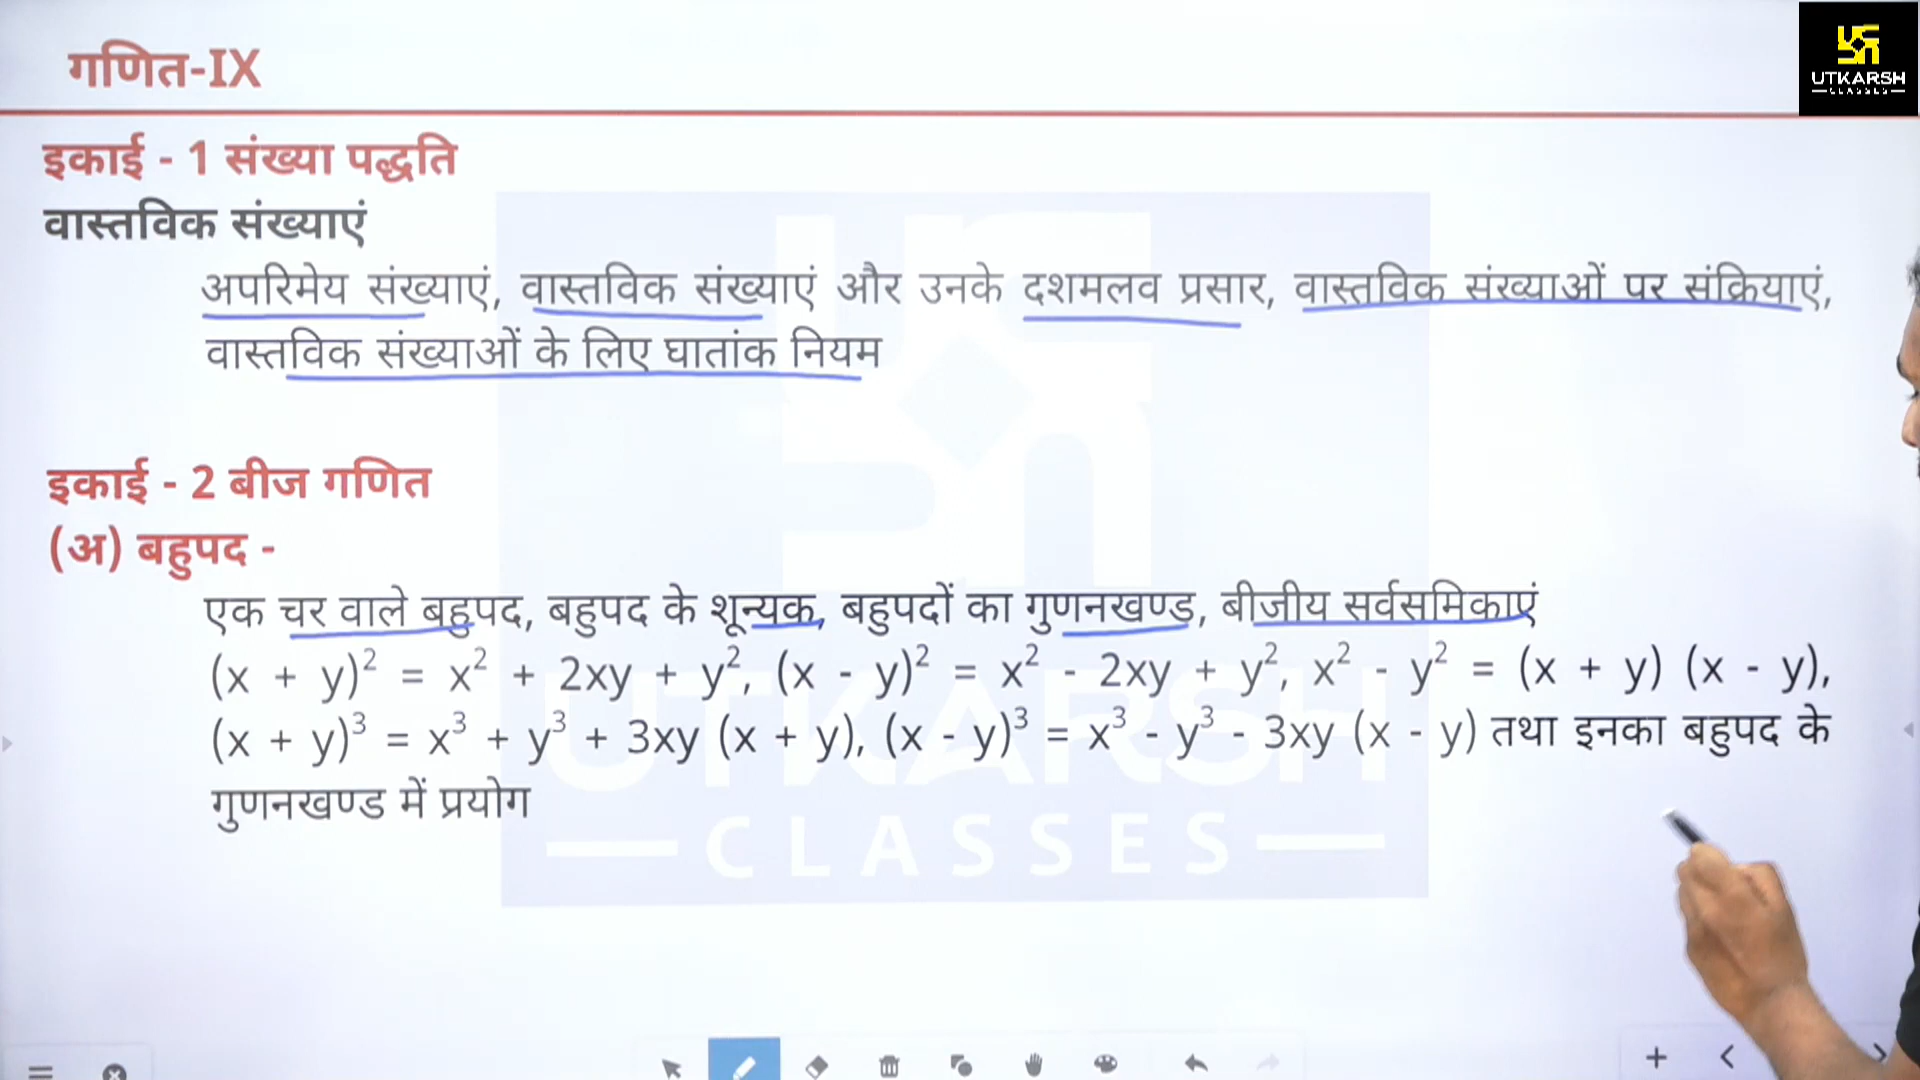 गणित-IX
UTKARSH
CLASSES
इकाई - 1 संख्या पद्धति
वास्तविक संख्याएं
अपरिमेय संख्याएं, वास्तविक संख्याएं और उनके दशमलव प्रसार, वास्तविक संख्याओं पर संक्रियाएं,
वास्तविक संख्याओं के लिए घातांक नियम
इकाई - 2 बीज गणित
(अ) बहुपद -
एक चर वाले बहुपद, बहुपद के शून्यक, बहुपदों का गुणनखण्ड, बीजीय सर्वसमिकाएं
(x + y)² = x² + 2xy + y², (x - y)² = x² - 2xy + y², x² - y² = (x + y) (x - y),
(x + y)³ = x³ + y³ + 3xy (x + y), (x - y)³ = x³ - y³ - 3xy (x - y) तथा इनका बहुपद के
गुणनखण्ड में प्रयोग
UTKARSH
CLASSES